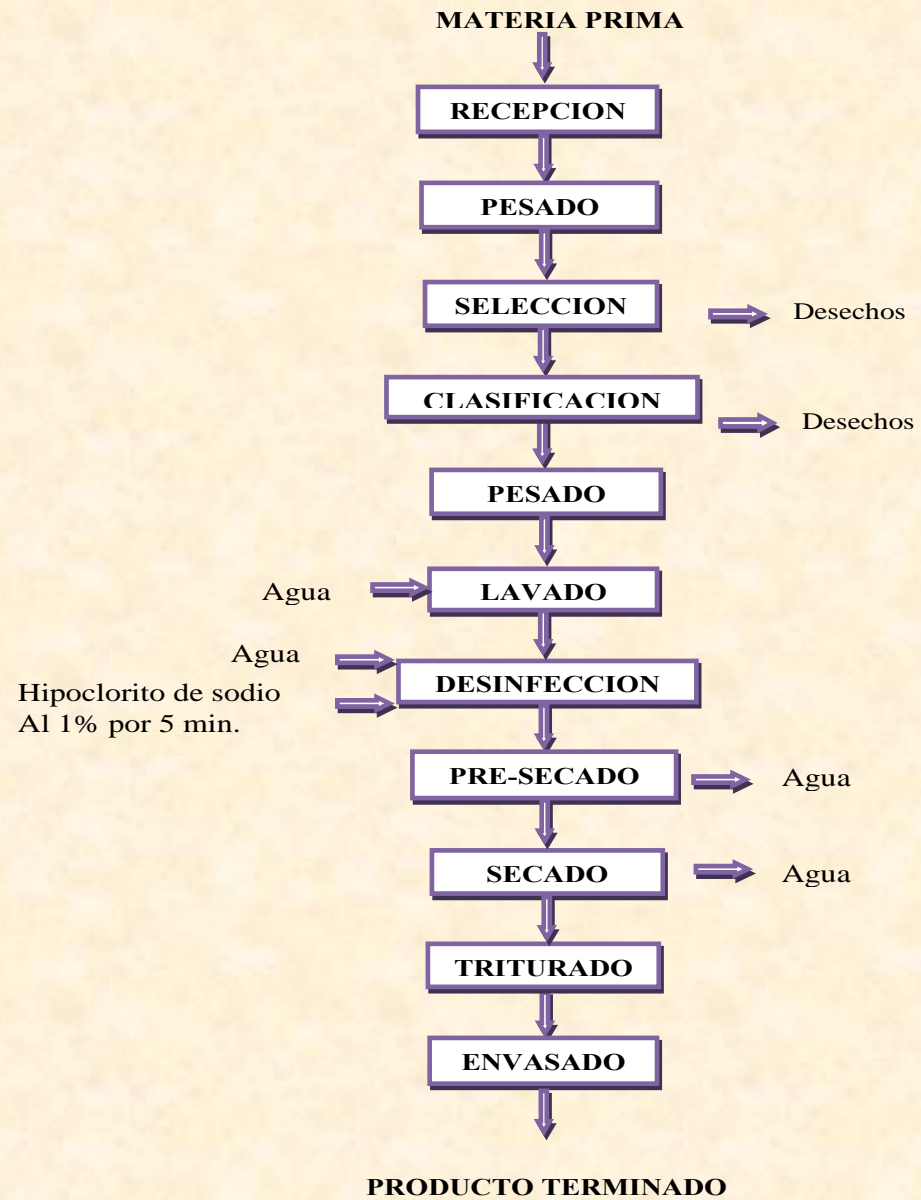 MATERIA PRIMA
RECEPCION
PESADO
SELECCION
Desechos
CLASIFICACION
Desechos
PESADO
Agua
LAVADO
Agua
Hipoclorito de sodio
Al 1% por 5 min.
DESINFECCION
PRE-SECADO
Agua
SECADO
Agua
TRITURADO
ENVASADO
PRODUCTO TERMINADO